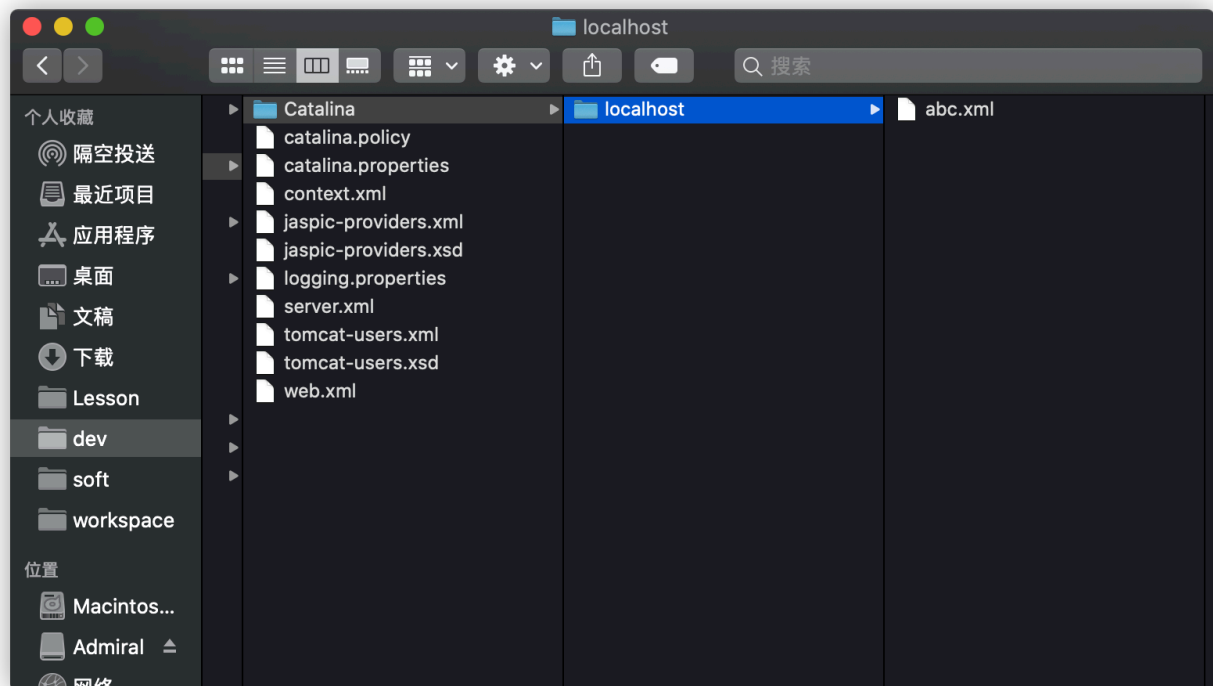 localhost
搜索
个人收藏
隔空投送
最近项目
应用程序
桌面
文稿
下载
Lesson
dev
soft
workspace
位置
Macintos...
Admiral
网络
Catalina
catalina.policy
catalina.properties
context.xml
jaspic-providers.xml
jaspic-providers.xsd
logging.properties
server.xml
tomcat-users.xml
tomcat-users.xsd
web.xml
localhost
abc.xml